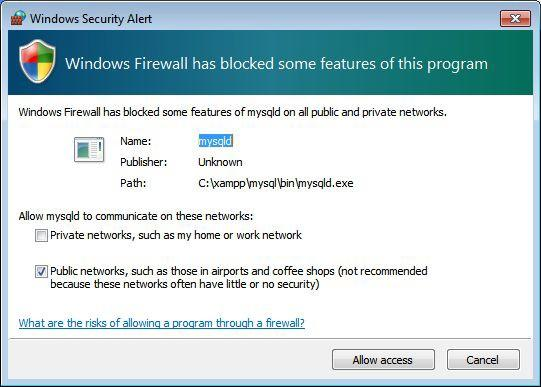 Windows Security Alert
Windows Firewall has blocked some features of this program
Windows Firewall has blocked some features of mysqld on all public and private networks.
Name: mysqld
Publisher: Unknown
Path: C:\xampp\mysql\bin\mysqld.exe
Allow mysqld to communicate on these networks:
Private networks, such as my home or work network
Public networks, such as those in airports and coffee shops (not recommended
because these networks often have little or no security)
What are the risks of allowing a program through a firewall?
Allow access Cancel